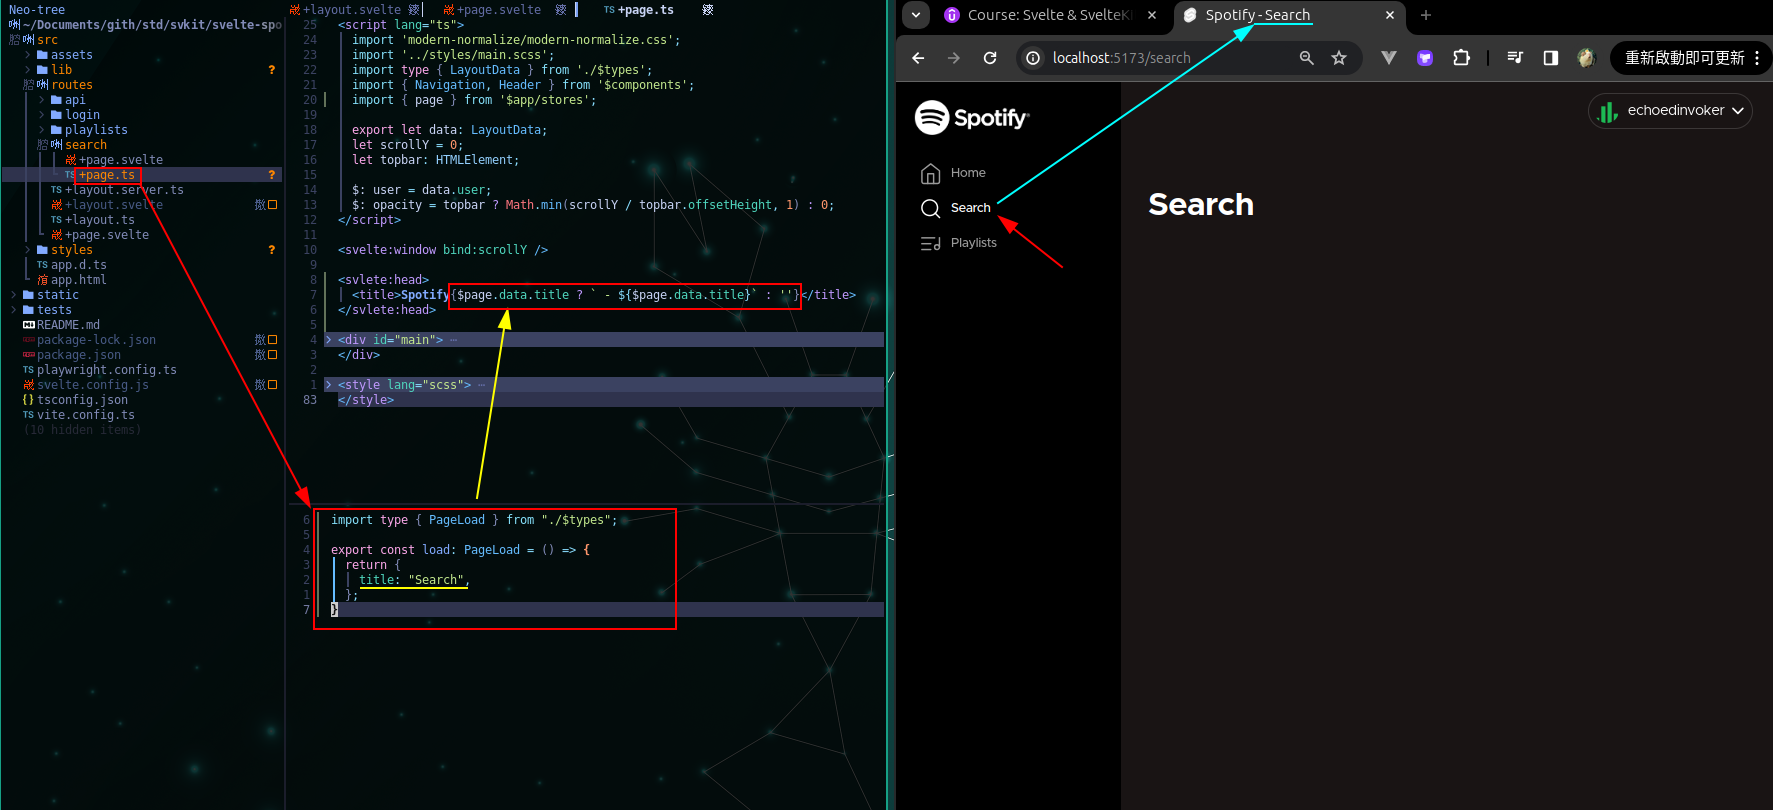 Neo-tree
~/Documents/gith/std/svkit/svelte-spo
src
assets
lib ?
routes
api
login
playlists
search
+page.svelte
TS +page.ts ?
TS +layout.server.ts
+layout.svelte
TS +layout.ts
+page.svelte
styles ?
TS app.d.ts
app.html
static
tests
README.md
package-lock.json
package.json
TS playwright.config.ts
svelte.config.js
{} tsconfig.json
TS vite.config.ts
(10 hidden items)
+layout.svelte +page.svelte TS +page.ts
25 <script lang="ts">
24 import 'modern-normalize/modern-normalize.css';
23 import '../styles/main.scss';
22 import type { LayoutData } from './$types';
21 import { Navigation, Header } from '$components';
20 import { page } from '$app/stores';
19
18 export let data: LayoutData;
17 let scrollY = 0;
16 let topbar: HTMLElement;
15
14 $: user = data.user;
13 $: opacity = topbar ? Math.min(scrollY / topbar.offsetHeight, 1) : 0;
12 </script>
11
10 <svelte:window bind:scrollY />
9
8 <svlete:head>
7 <title>Spotify{$page.data.title ? ` - ${$page.data.title}` : ''}</title>
6 </svlete:head>
5
4 > <div id="main"> ⋯
3 </div>
2
1 > <style lang="scss"> ⋯
83 </style>
6 import type { PageLoad } from "./$types";
5
4 export const load: PageLoad = () => {
3 return {
2 title: "Search",
1 };
7 }
Course: Svelte & SvelteKi
Spotify - Search
localhost:5173/search
重新啟動即可更新
Spotify
echoedinvoker
Home
Search
Playlists
Search